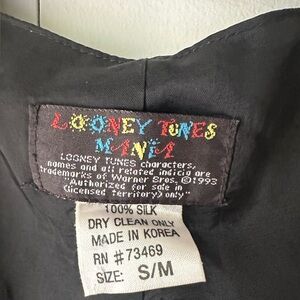 LOONEY TUNES
MANIA
LOONEY TUNES characters,
names and all related indicia are
trademarks of Warner Bros. ©1993
Authorized for sale in
(licensed territory) only"
100% SILK
DRY CLEAN ONLY
MADE IN KOREA
RN #73469
SIZE: S/M